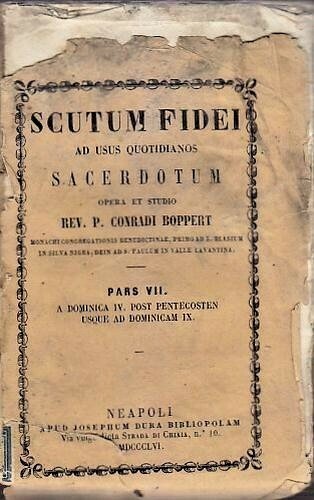 SCUTUM FIDEI
AD USUS QUOTIDIANOS
SACERDOTUM
OPERA ET STUDIO
REV. P. CONRADI BOPPERT
MONACHI CONGREGATIONIS BENEDICTINAE, PRIMO AD S. BLASIUM
IN SILVA NIGRA, DEIN AD S. PAULUM IN VALLE LAVANTINA.
PARS VII.
A DOMINICA IV. POST PENTECOSTEN
USQUE AD DOMINICAM IX.
NEAPOLI
APUD JOSEPHUM DURA BIBLIOPOLAM
Strada di Chiaia, n.° 10.
MDCCCLVI.